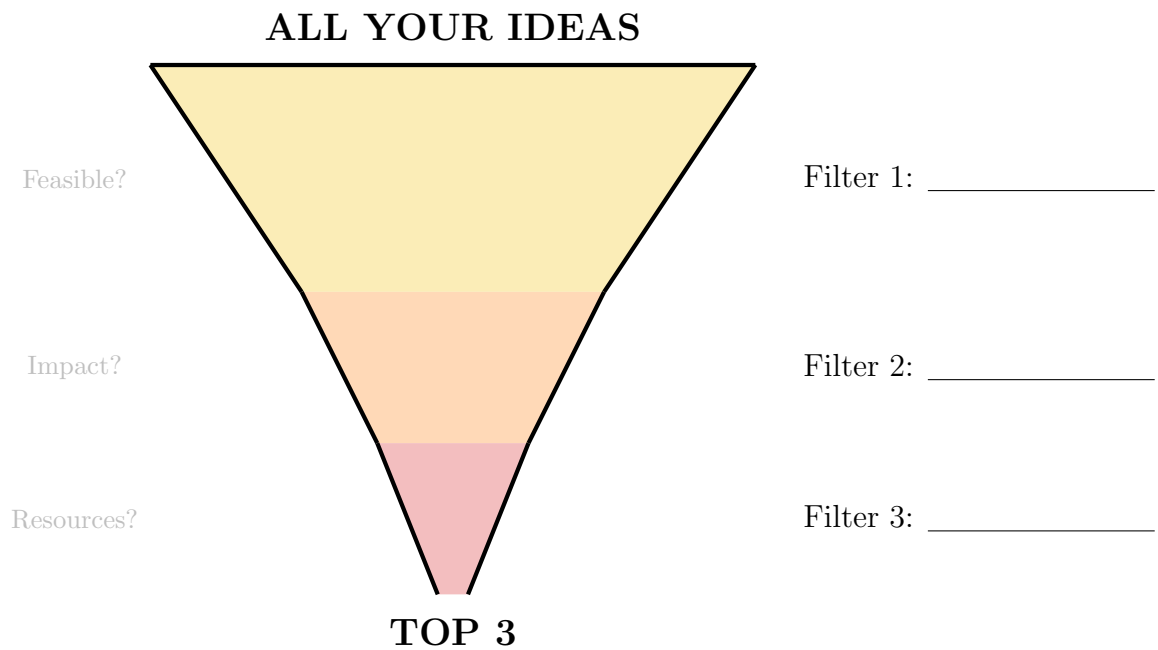 ALL YOUR IDEAS
Feasible?
Filter 1:
Impact?
Filter 2:
Resources?
Filter 3:
TOP 3